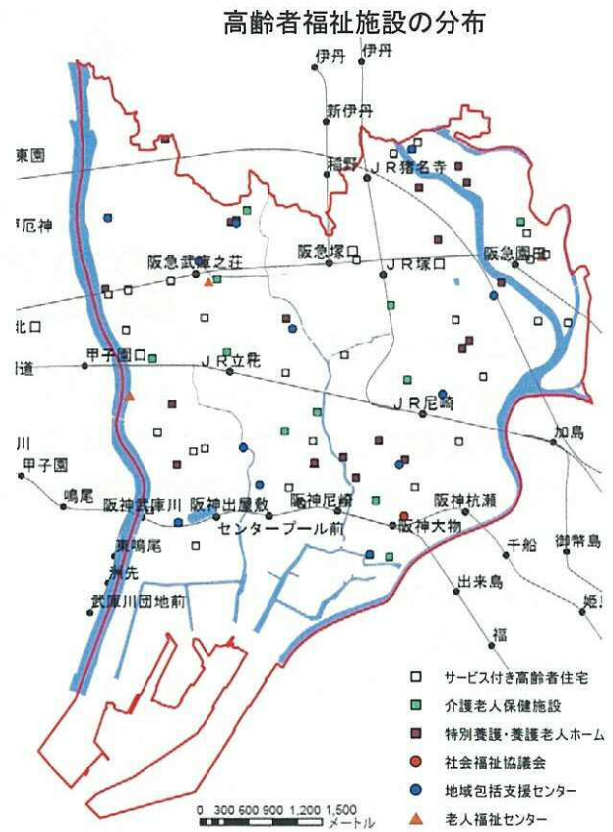 高齢者福祉施設の分布
伊丹
伊丹
新伊丹
東園
稲野
JR猪名寺
戸厄神
阪急武庫之荘
阪急塚口
JR塚口
阪急園田
北口
甲子園口
JR立花
道
JR尼崎
加島
川
甲子園
鳴尾
阪神武庫川
阪神出屋敷
阪神尼崎
阪神杭瀬
センタープール前
阪神大物
東鳴尾
千船
御幣島
洲先
出来島
武庫川団地前
姫
福
サービス付き高齢者住宅
介護老人保健施設
特別養護・養護老人ホーム
社会福祉協議会
地域包括支援センター
老人福祉センター
0 300 600 900 1,200 1,500
メートル